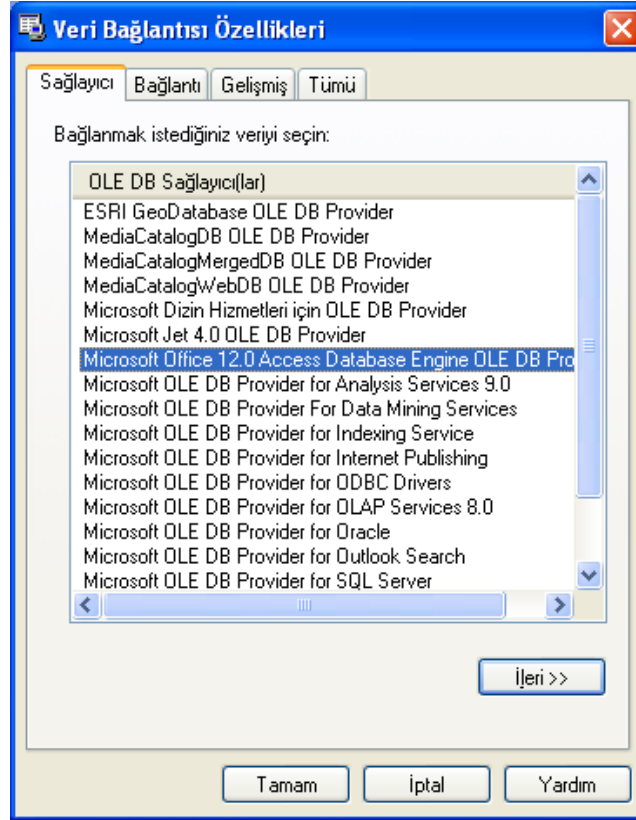 Veri Bağlantısı Özellikleri
Sağlayıcı Bağlantı Gelişmiş Tümü
Bağlanmak istediğiniz veriyi seçin:
OLE DB Sağlayıcı(lar)
ESRI GeoDatabase OLE DB Provider
MediaCatalogDB OLE DB Provider
MediaCatalogMergedDB OLE DB Provider
MediaCatalogWebDB OLE DB Provider
Microsoft Dizin Hizmetleri için OLE DB Provider
Microsoft Jet 4.0 OLE DB Provider
Microsoft Office 12.0 Access Database Engine OLE DB Pro
Microsoft OLE DB Provider for Analysis Services 9.0
Microsoft OLE DB Provider For Data Mining Services
Microsoft OLE DB Provider for Indexing Service
Microsoft OLE DB Provider for Internet Publishing
Microsoft OLE DB Provider for ODBC Drivers
Microsoft OLE DB Provider for OLAP Services 8.0
Microsoft OLE DB Provider for Oracle
Microsoft OLE DB Provider for Outlook Search
Microsoft OLE DB Provider for SQL Server
İleri >>
Tamam İptal Yardım